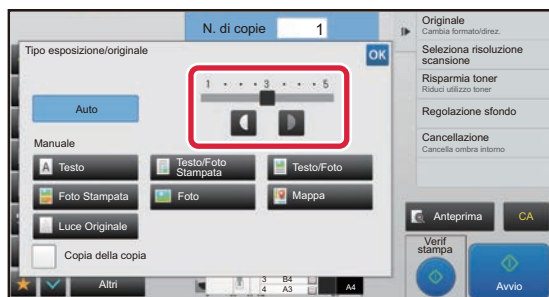 N. di copie 1
Tipo esposizione/originale
OK
1 • • • 3 • • • 5
Auto
Manuale
A Testo
Testo/Foto
Stampata
Testo/Foto
Foto Stampata
Foto
Mappa
Luce Originale
Copia della copia
Altri
3 B4
4 A3
A4
Originale
Cambia formato/direz.
Seleziona risoluzione
scansione
Risparmia toner
Riduci utilizzo toner
Regolazione sfondo
Cancellazione
Cancella ombra intorno
Anteprima
CA
Verif
stampa
Avvio